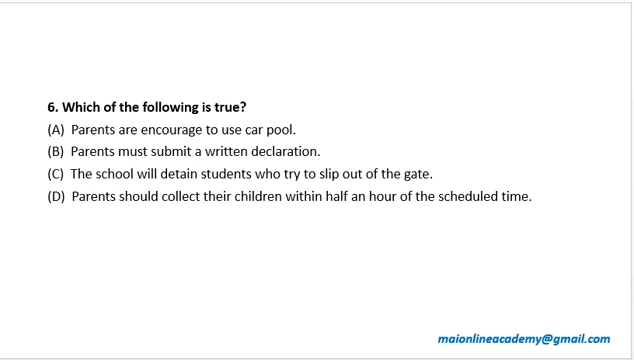 6. Which of the following is true?
(A) Parents are encourage to use car pool.
(B) Parents must submit a written declaration.
(C) The school will detain students who try to slip out of the gate.
(D) Parents should collect their children within half an hour of the scheduled time.
maionlineacademy@gmail.com